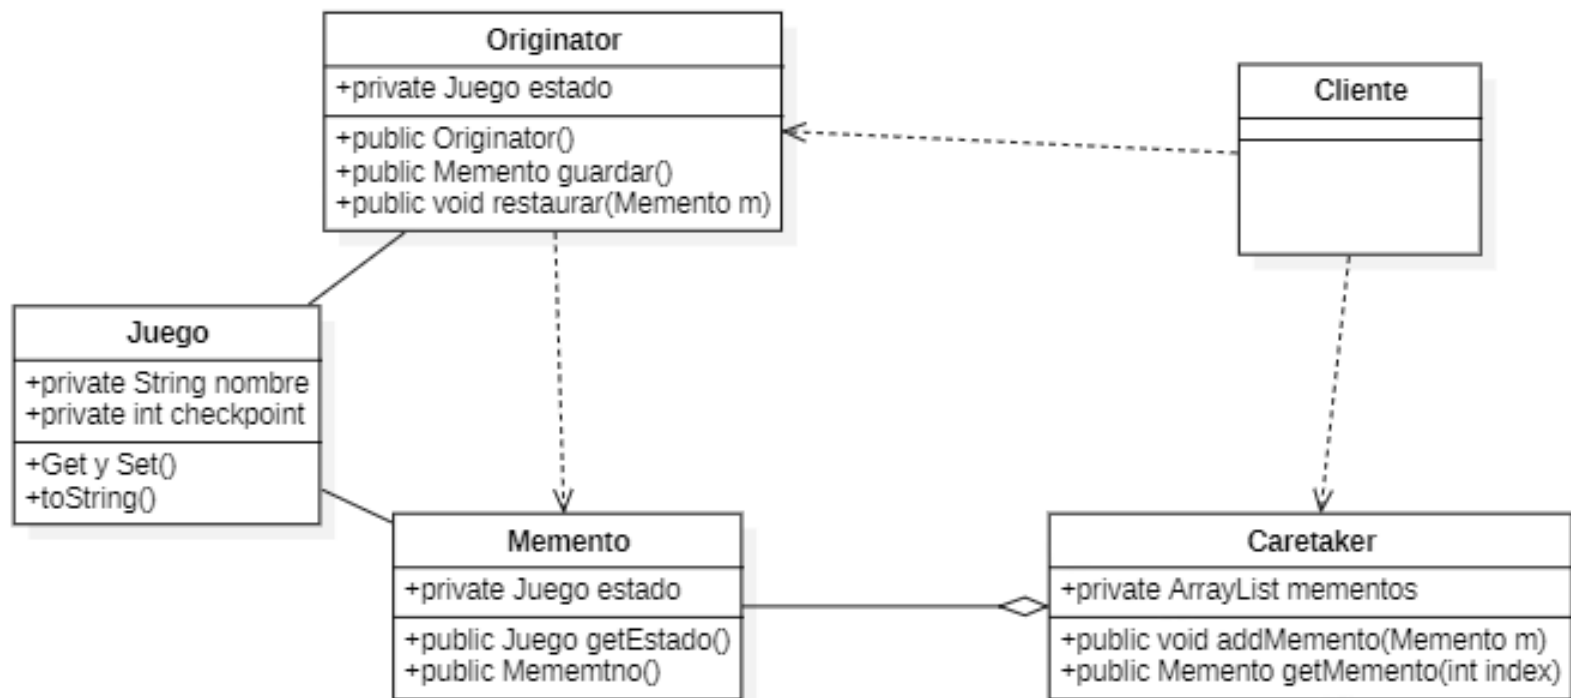 Originator
+private Juego estado
+public Originator()
+public Memento guardar()
+public void restaurar(Memento m)
Cliente
Juego
+private String nombre
+private int checkpoint
+Get y Set()
+toString()
Memento
+private Juego estado
+public Juego getEstado()
+public Mememtno()
Caretaker
+private ArrayList mementos
+public void addMemento(Memento m)
+public Memento getMemento(int index)